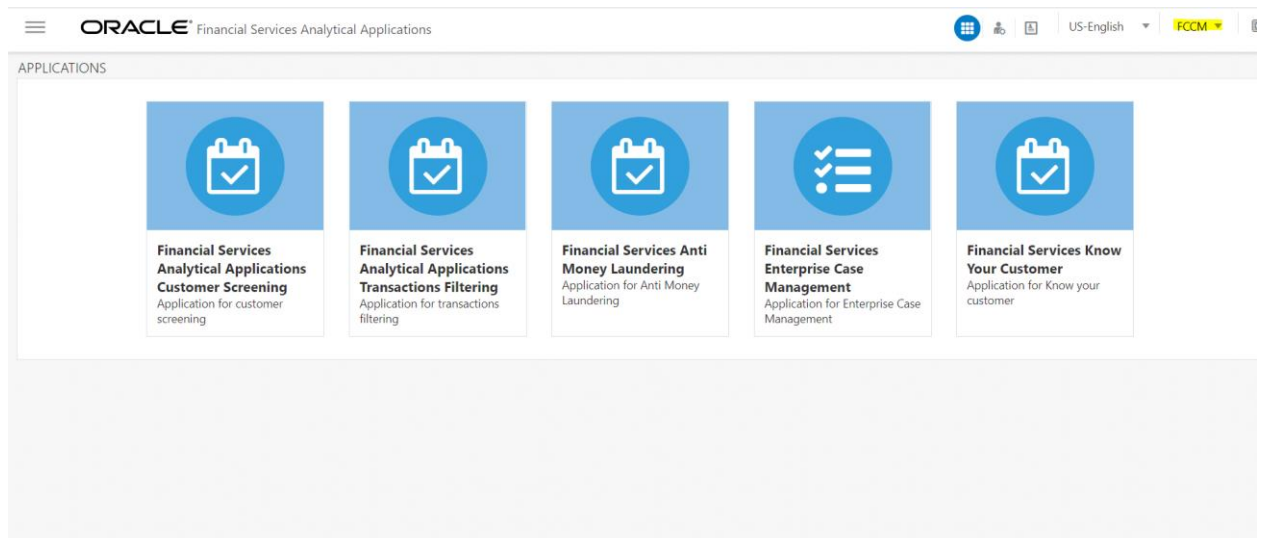 ORACLE® Financial Services Analytical Applications
US-English
FCCM
APPLICATIONS
Financial Services
Analytical Applications
Customer Screening
Application for customer
screening
Financial Services
Analytical Applications
Transactions Filtering
Application for transactions
filtering
Financial Services Anti
Money Laundering
Application for Anti Money
Laundering
Financial Services
Enterprise Case
Management
Application for Enterprise Case
Management
Financial Services Know
Your Customer
Application for Know your
customer